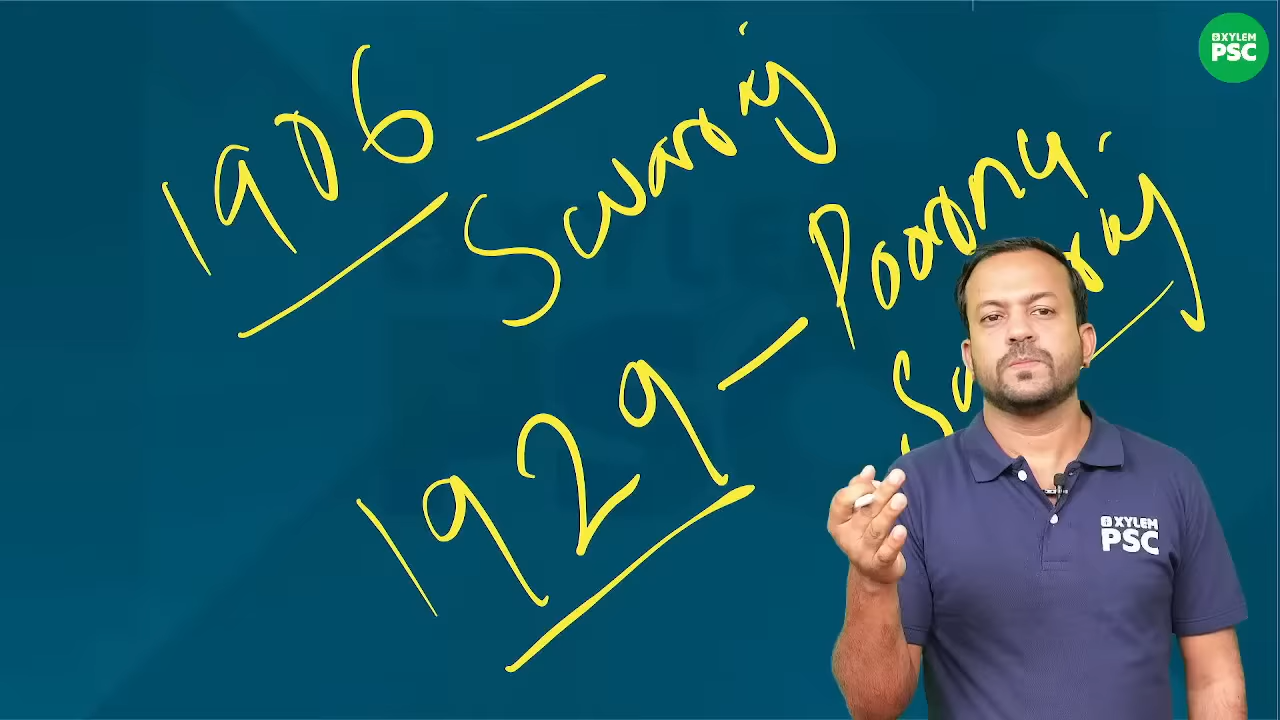 XYLEM
PSC
1906 –
Swaraj
1929 – Poorna
XYLEM
PSC